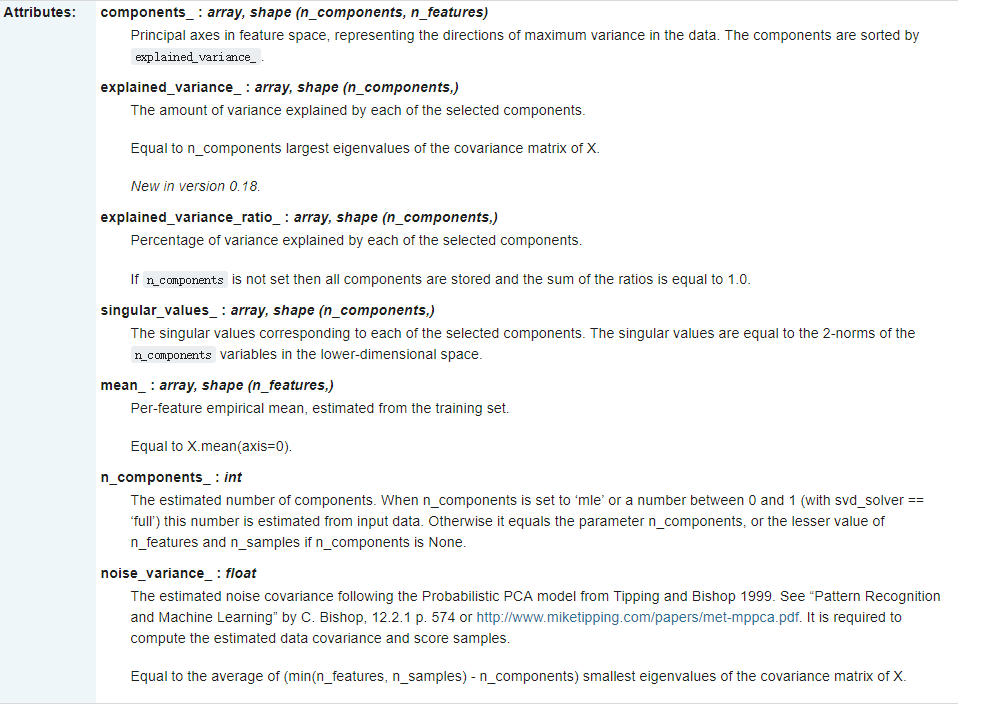 Attributes:
components_ : array, shape (n_components, n_features)
Principal axes in feature space, representing the directions of maximum variance in the data. The components are sorted by
explained_variance_.
explained_variance_ : array, shape (n_components,)
The amount of variance explained by each of the selected components.
Equal to n_components largest eigenvalues of the covariance matrix of X.
New in version 0.18.
explained_variance_ratio_ : array, shape (n_components,)
Percentage of variance explained by each of the selected components.
If n_components is not set then all components are stored and the sum of the ratios is equal to 1.0.
singular_values_ : array, shape (n_components,)
The singular values corresponding to each of the selected components. The singular values are equal to the 2-norms of the
n_components variables in the lower-dimensional space.
mean_ : array, shape (n_features,)
Per-feature empirical mean, estimated from the training set.
Equal to X.mean(axis=0).
n_components_ : int
The estimated number of components. When n_components is set to ‘mle’ or a number between 0 and 1 (with svd_solver ==
‘full’) this number is estimated from input data. Otherwise it equals the parameter n_components, or the lesser value of
n_features and n_samples if n_components is None.
noise_variance_ : float
The estimated noise covariance following the Probabilistic PCA model from Tipping and Bishop 1999. See “Pattern Recognition
and Machine Learning” by C. Bishop, 12.2.1 p. 574 or http://www.miketipping.com/papers/met-mppca.pdf. It is required to
compute the estimated data covariance and score samples.
Equal to the average of (min(n_features, n_samples) - n_components) smallest eigenvalues of the covariance matrix of X.